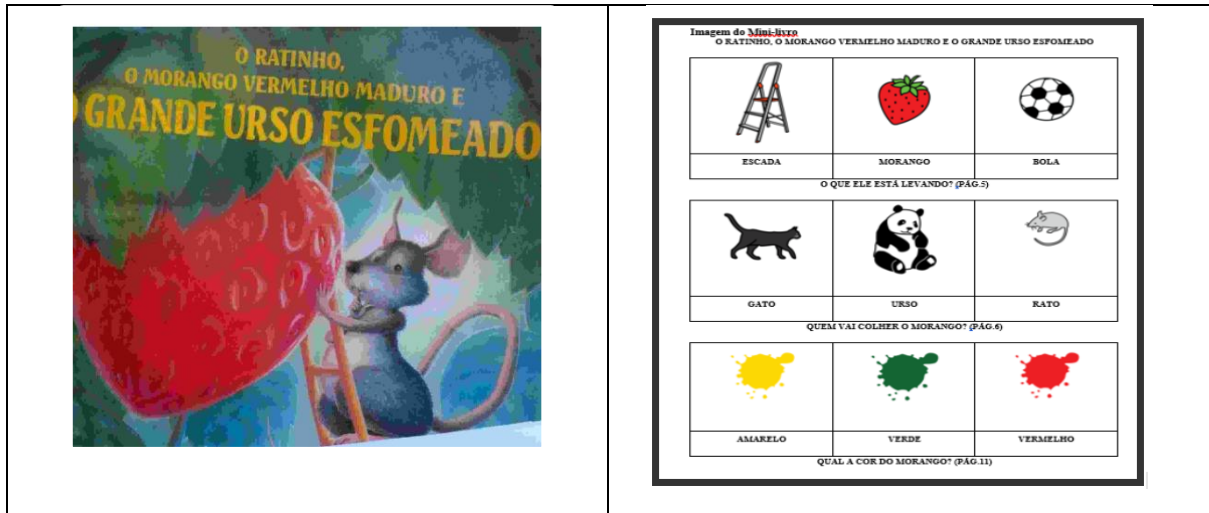 O RATINHO,
O MORANGO VERMELHO MADURO E
O GRANDE URSO ESFOMEADO
Imagem do Mini-livro
O RATINHO, O MORANGO VERMELHO MADURO E O GRANDE URSO ESFOMEADO
ESCADA MORANGO BOLA
O QUE ELE ESTÁ LEVANDO? (PÁG.5)
GATO URSO RATO
QUEM VAI COLHER O MORANGO? (PÁG.6)
AMARELO VERDE VERMELHO
QUAL A COR DO MORANGO? (PÁG.11)